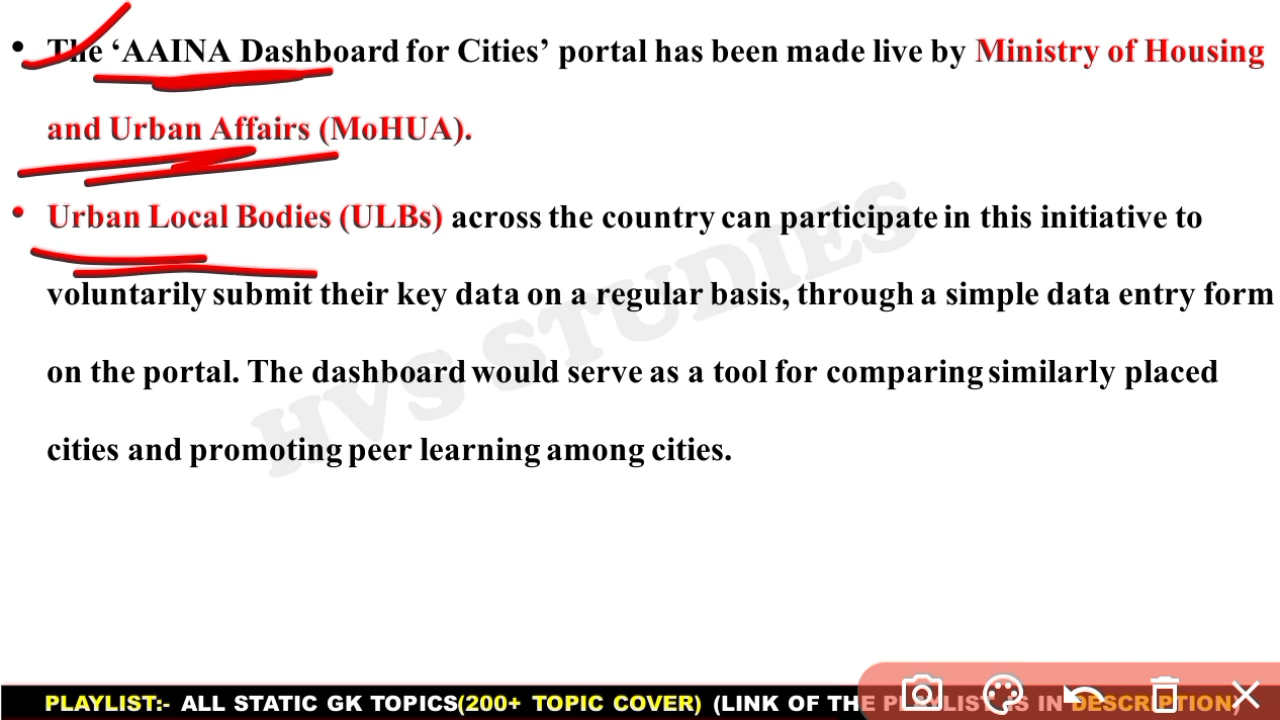 • The ‘AAINA Dashboard for Cities’ portal has been made live by Ministry of Housing
and Urban Affairs (MoHUA).
• Urban Local Bodies (ULBs) across the country can participate in this initiative to
voluntarily submit their key data on a regular basis, through a simple data entry form
on the portal. The dashboard would serve as a tool for comparing similarly placed
cities and promoting peer learning among cities.
HVS STUDIES
PLAYLIST:- ALL STATIC GK TOPICS(200+ TOPIC COVER) (LINK OF THE PLAYLIST IS IN DESCRIPTION)